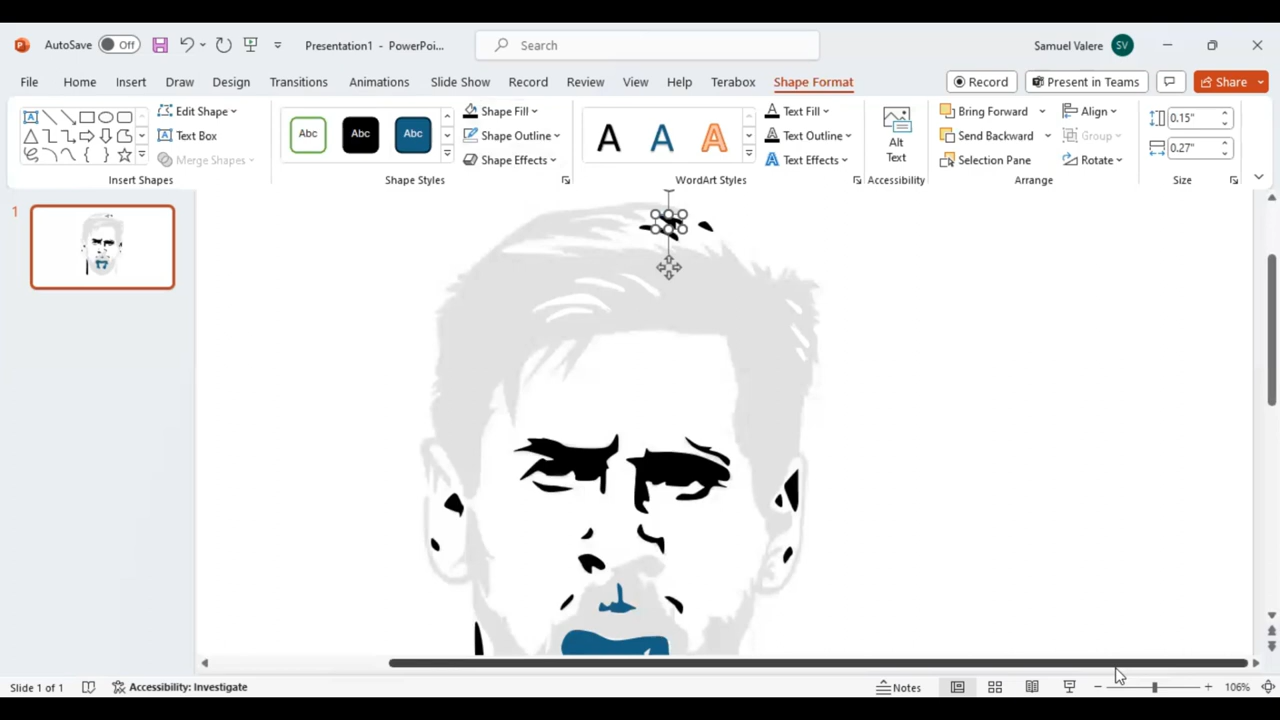 AutoSave Off Presentation1 - PowerPoi... Search Samuel Valere SV
File Home Insert Draw Design Transitions Animations Slide Show Record Review View Help Terabox Shape Format Record Present in Teams Share
Edit Shape Abc Abc Abc Shape Fill A A A Text Fill Bring Forward Align 0.15"
Text Box Shape Outline Text Outline Alt Text Send Backward Group 0.27"
Merge Shapes Shape Effects Text Effects Selection Pane Rotate
Insert Shapes Shape Styles WordArt Styles Accessibility Arrange Size
1
Slide 1 of 1 Accessibility: Investigate Notes 106%